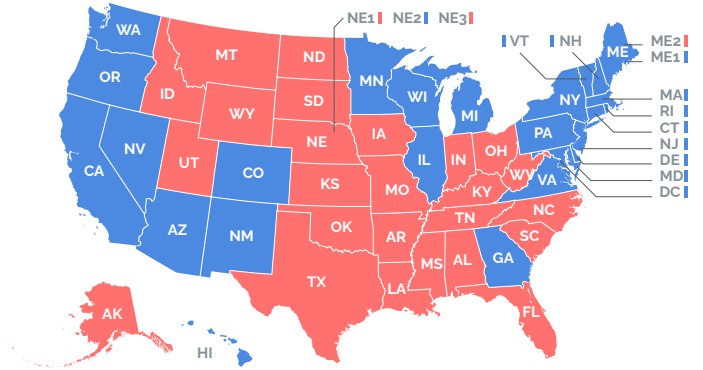 NE1 NE2 NE3
WA
VT NH
ME ME2
ME1
MT ND
MN
OR
ID SD WI
WY
NY MA
MI RI
CT
NV NE IA PA NJ
UT IL IN OH DE
CA CO MD
KS MO WV VA DC
KY
AZ NM OK TN NC
AR SC
MS AL GA
TX LA
AK FL
HI